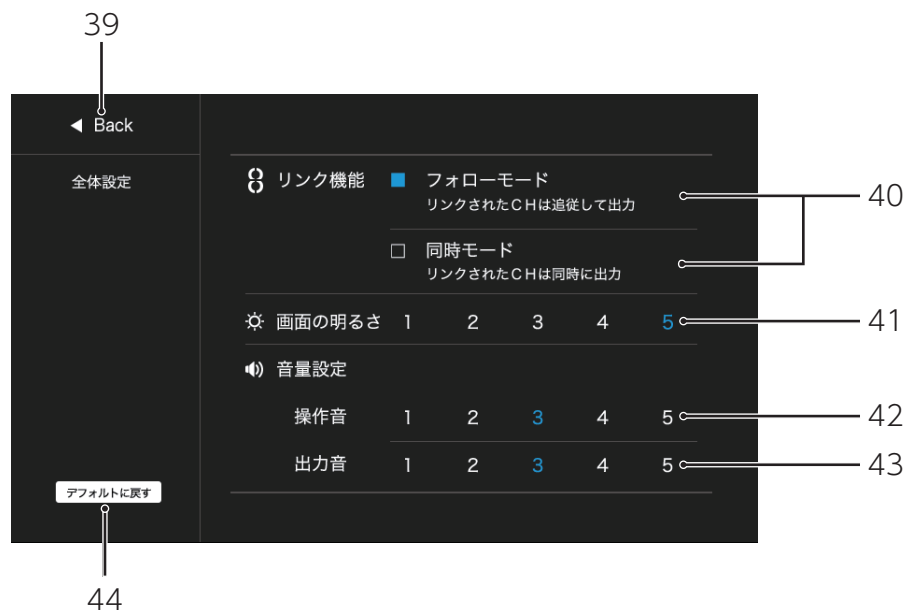 39
◀ Back
全体設定
リンク機能
フォローモード
リンクされたCHは追従して出力
40
同時モード
リンクされたCHは同時に出力
画面の明るさ 1 2 3 4 5
41
音量設定
操作音 1 2 3 4 5
42
出力音 1 2 3 4 5
43
デフォルトに戻す
44